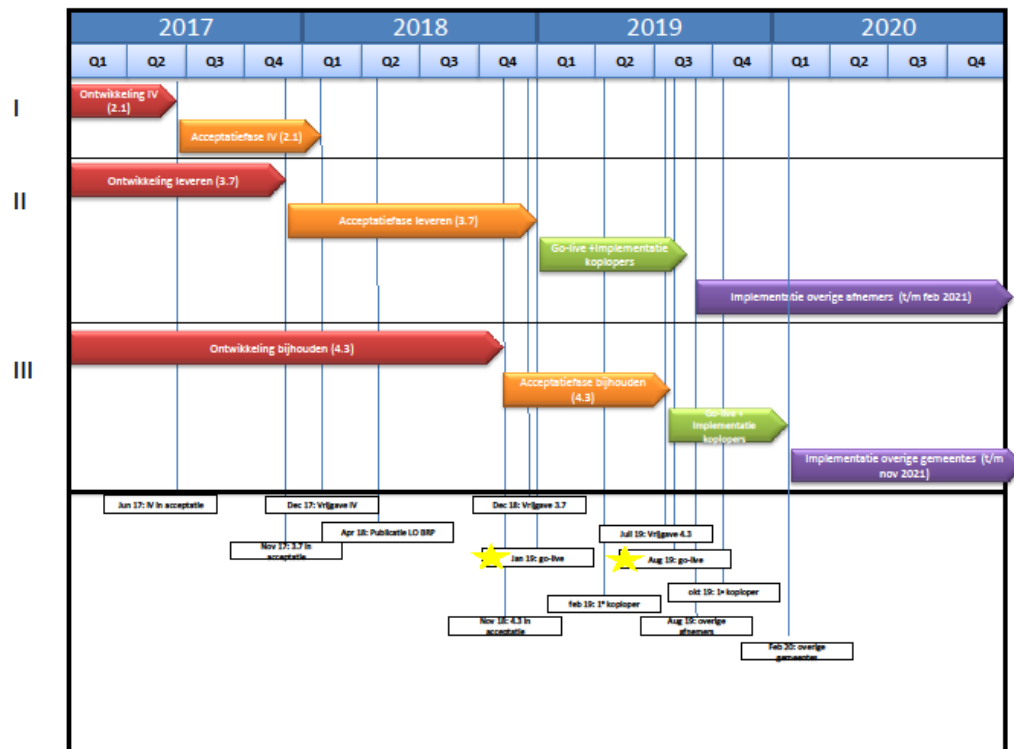 2017 2018 2019 2020
Q1 Q2 Q3 Q4 Q1 Q2 Q3 Q4 Q1 Q2 Q3 Q4 Q1 Q2 Q3 Q4
I
Ontwikkeling IV
(2.1)
Acceptatiefase IV (2.1)
II
Ontwikkeling leveren (3.7)
Acceptatiefase leveren (3.7)
Go-live +Implementatie
koplopers
Implementatie overige afnemers (t/m feb 2021)
III
Ontwikkeling bijhouden (4.3)
Acceptatiefase bijhouden
(4.3)
Go-live +
Implementatie
koplopers
Implementatie overige gemeentes (t/m
nov 2021)
Jun 17: IV in acceptatie
Dec 17: Vrijgave IV
Dec 18: Vrijgave 3.7
Apr 18: Publicatie LO BRP
Juli 19: Vrijgave 4.3
Nov 17: 3.7 in
acceptatie
Jan 19: go-live
Aug 19: go-live
okt 19: 1e koploper
feb 19: 1e koploper
Nov 18: 4.3 in
acceptatie
Aug 19: overige
afnemers
Feb 20: overige
gemeentes